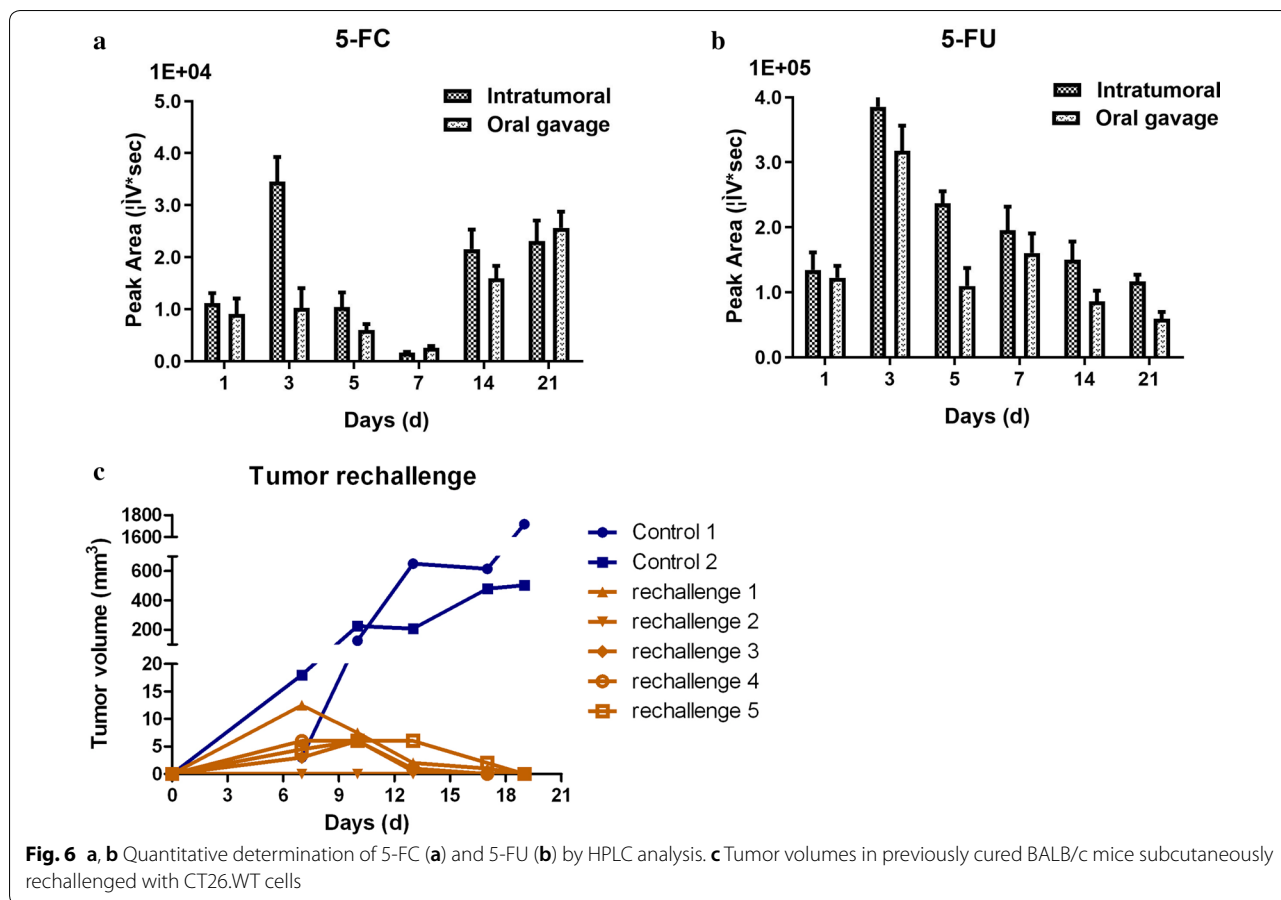 a
5-FC
1E+04
5.0
4.0
3.0
2.0
1.0
0.0
Peak Area (¦ÌV*sec)
Intratumoral
Oral gavage
1 3 5 7 14 21
Days (d)
b
5-FU
1E+05
4.0
3.0
2.0
1.0
0.0
Peak Area (¦ÌV*sec)
Intratumoral
Oral gavage
1 3 5 7 14 21
Days (d)
c
Tumor rechallenge
1800
1600
600
400
200
20
15
10
5
0
Tumor volume (mm³)
0 3 6 9 12 15 18 21
Days (d)
Control 1
Control 2
rechallenge 1
rechallenge 2
rechallenge 3
rechallenge 4
rechallenge 5
Fig. 6 a, b Quantitative determination of 5-FC (a) and 5-FU (b) by HPLC analysis. c Tumor volumes in previously cured BALB/c mice subcutaneously
rechallenged with CT26.WT cells